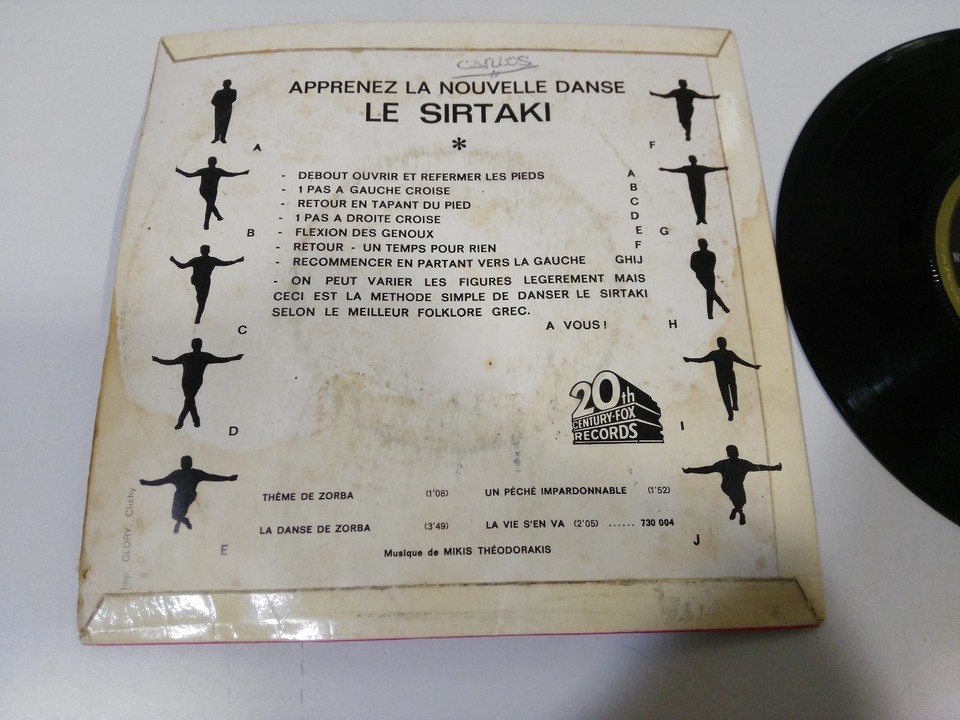 CARLOS
APPRENEZ LA NOUVELLE DANSE
LE SIRTAKI
*
- DEBOUT OUVRIR ET REFERMER LES PIEDS A
- 1 PAS A GAUCHE CROISE B
- RETOUR EN TAPANT DU PIED C
- 1 PAS A DROITE CROISE D
- FLEXION DES GENOUX E
- RETOUR - UN TEMPS POUR RIEN F
- RECOMMENCER EN PARTANT VERS LA GAUCHE GHIJ
- ON PEUT VARIER LES FIGURES LEGEREMENT MAIS
CECI EST LA METHODE SIMPLE DE DANSER LE SIRTAKI
SELON LE MEILLEUR FOLKLORE GREC.
A VOUS !
A
B
C
D
E
F
G
H
I
J
20th
CENTURY-FOX
RECORDS
THÈME DE ZORBA (1'08) UN PÉCHÉ IMPARDONNABLE (1'52)
LA DANSE DE ZORBA (3'49) LA VIE S'EN VA (2'05) ...... 730 004
Musique de MIKIS THÉODORAKIS
Imp. GLORY, Clichy